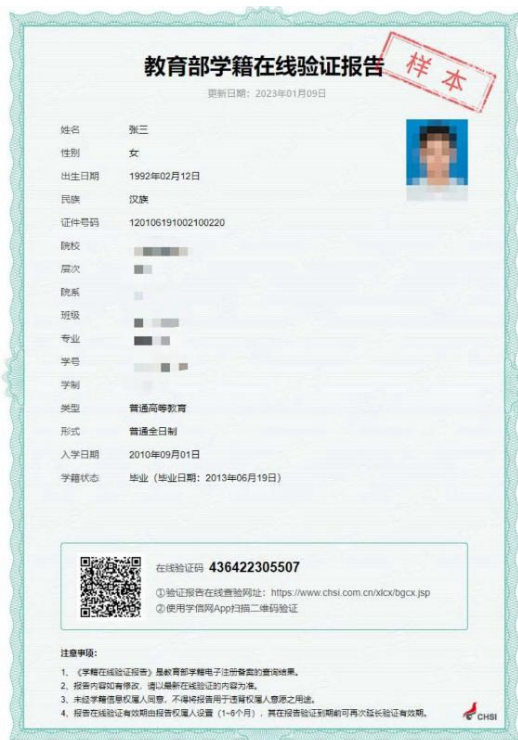 教育部学籍在线验证报告
样本
更新日期：2023年01月09日
姓名 张三
性别 女
出生日期 1992年02月12日
民族 汉族
证件号码 120106191002100220
院校
层次
院系
班级
专业
学号
学制
类型 普通高等教育
形式 普通全日制
入学日期 2010年09月01日
学籍状态 毕业（毕业日期：2013年06月19日）
在线验证码 436422305507
①验证报告在线查验网址：https://www.chsi.com.cn/xlcx/bgcx.jsp
②使用学信网App扫描二维码验证
注意事项：
1、《学籍在线验证报告》是教育部学籍电子注册备案的查询结果。
2、报告内容如有修改，请以最新在线验证的内容为准。
3、未经学籍信息权属人同意，不得将报告用于违背权属人意愿之用途。
4、报告在线验证有效期由报告权属人设置（1~6个月），其在报告验证到期前可再次延长验证有效期。
CHSI